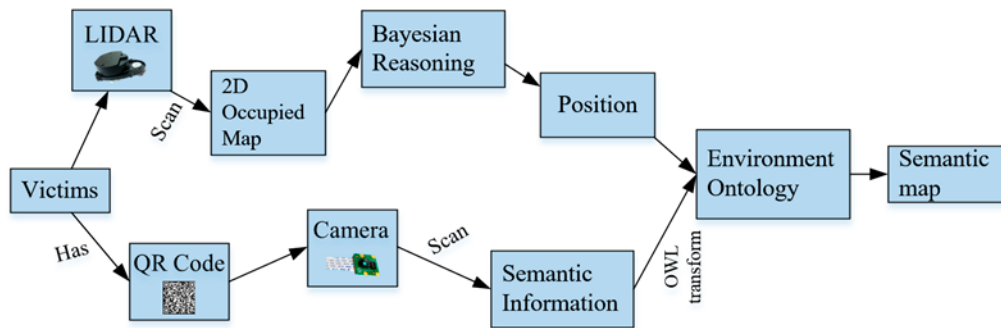 LIDAR
Scan
2D
Occupied
Map
Bayesian
Reasoning
Position
Victims
Has
QR Code
Camera
Scan
Semantic
Information
OWL
transform
Environment
Ontology
Semantic
map